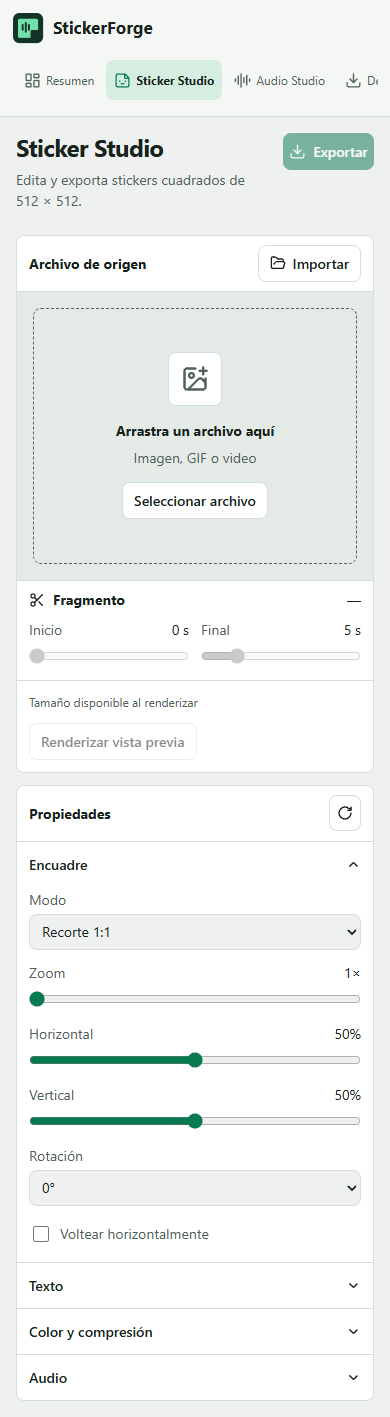 StickerForge
Resumen
Sticker Studio
Audio Studio
De
Sticker Studio
Exportar
Edita y exporta stickers cuadrados de
512 × 512.
Archivo de origen
Importar
Arrastra un archivo aquí
Imagen, GIF o video
Seleccionar archivo
Fragmento —
Inicio 0 s Final 5 s
Tamaño disponible al renderizar
Renderizar vista previa
Propiedades
Encuadre
Modo
Recorte 1:1
Zoom 1×
Horizontal 50%
Vertical 50%
Rotación
0°
Voltear horizontalmente
Texto
Color y compresión
Audio